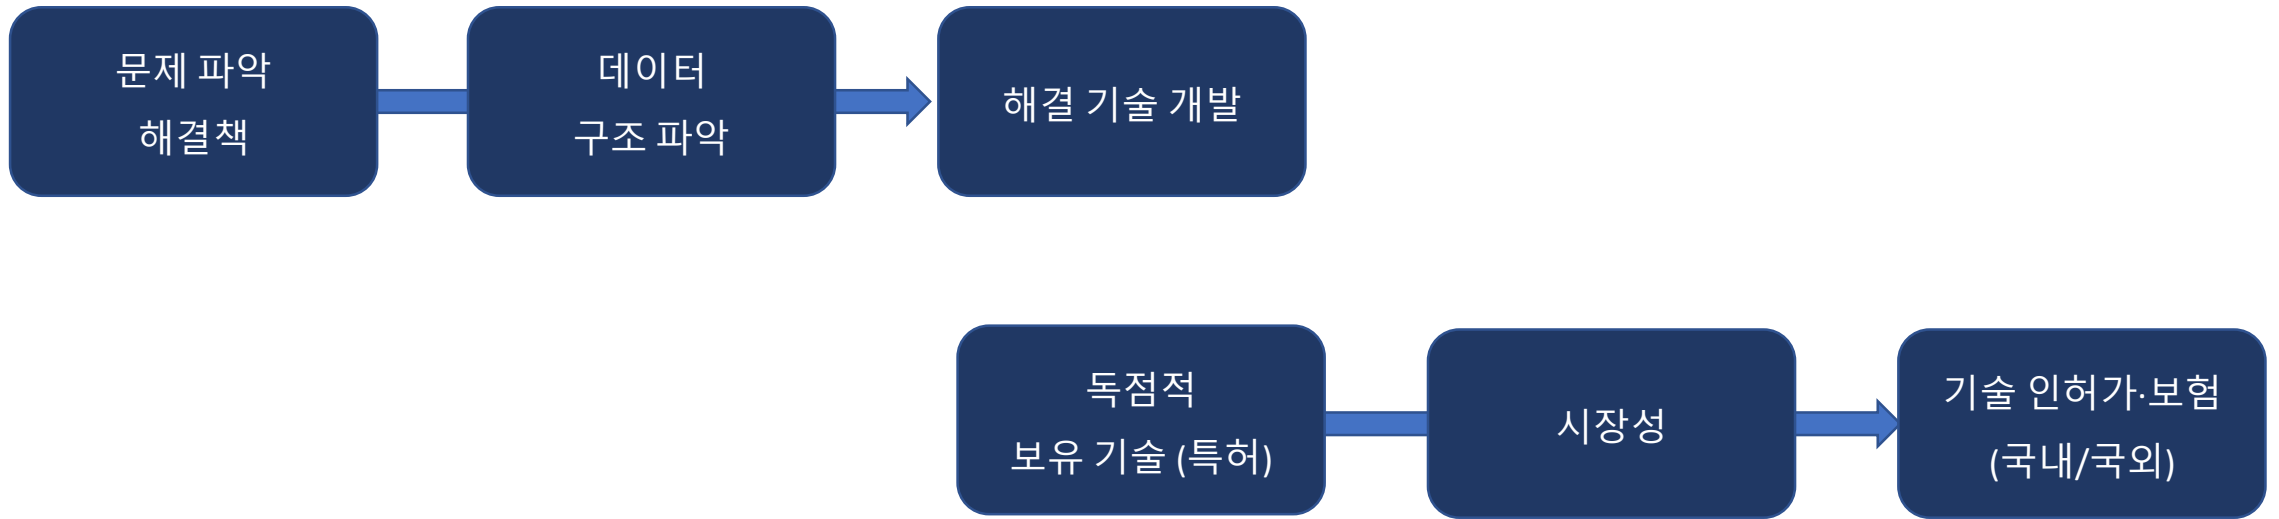 문제 파악
해결책
데이터
구조 파악
해결 기술 개발
독점적
보유 기술 (특허)
시장성
기술 인허가·보험
(국내/국외)